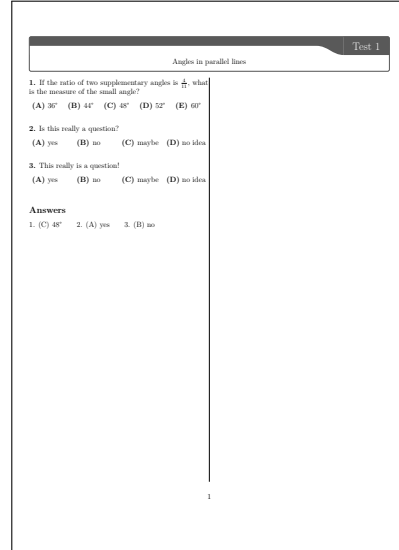 Test 1
Angles in parallel lines
1. If the ratio of two supplementary angles is 4/11, what
is the measure of the small angle?
(A) 36° (B) 44° (C) 48° (D) 52° (E) 60°
2. Is this really a question?
(A) yes (B) no (C) maybe (D) no idea
3. This really is a question!
(A) yes (B) no (C) maybe (D) no idea
Answers
1. (C) 48° 2. (A) yes 3. (B) no
1